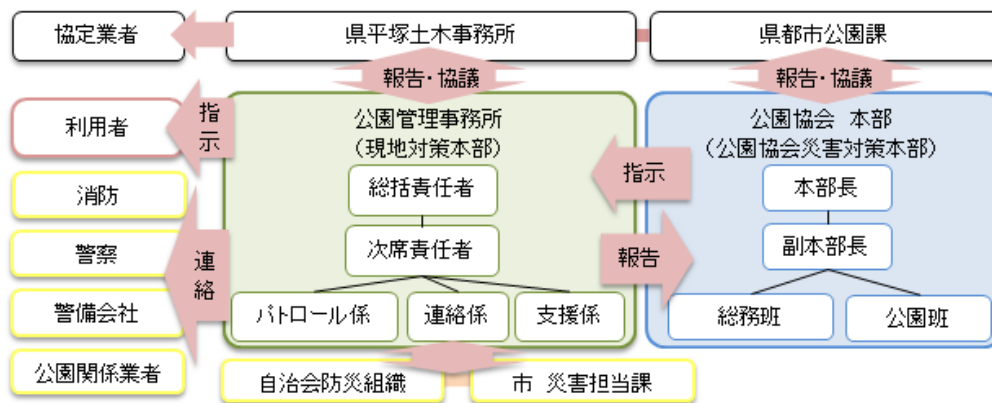 協定業者
県平塚土木事務所
県都市公園課
報告・協議
報告・協議
利用者
指示
公園管理事務所
（現地対策本部）
総括責任者
次席責任者
パトロール係
連絡係
支援係
指示
報告
公園協会 本部
（公園協会災害対策本部）
本部長
副本部長
総務班
公園班
消防
警察
警備会社
公園関係業者
連絡
自治会防災組織
市 災害担当課